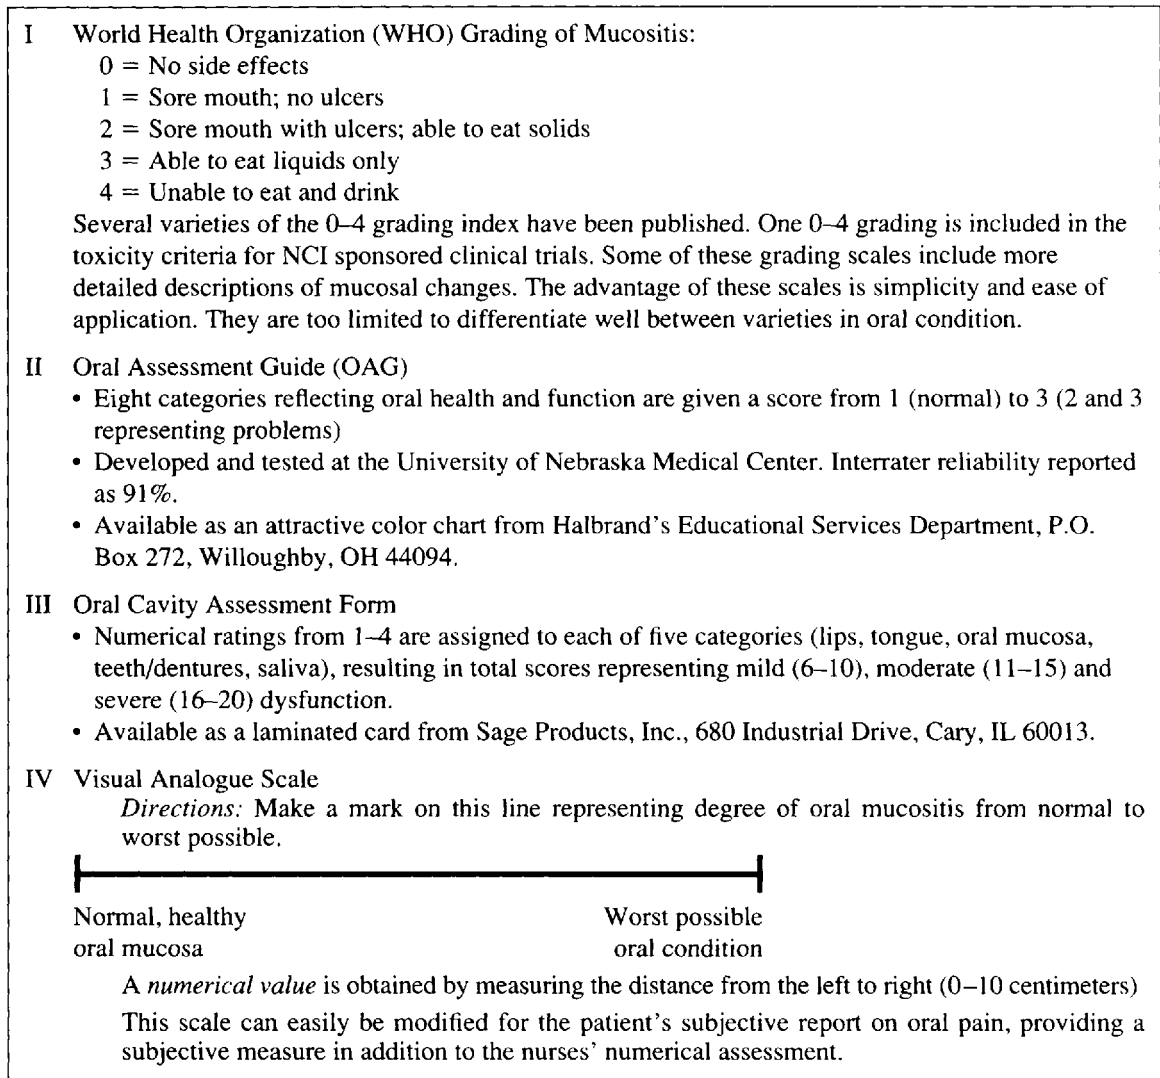 I World Health Organization (WHO) Grading of Mucositis:
0 = No side effects
1 = Sore mouth; no ulcers
2 = Sore mouth with ulcers; able to eat solids
3 = Able to eat liquids only
4 = Unable to eat and drink
Several varieties of the 0–4 grading index have been published. One 0–4 grading is included in the
toxicity criteria for NCI sponsored clinical trials. Some of these grading scales include more
detailed descriptions of mucosal changes. The advantage of these scales is simplicity and ease of
application. They are too limited to differentiate well between varieties in oral condition.
II Oral Assessment Guide (OAG)
• Eight categories reflecting oral health and function are given a score from 1 (normal) to 3 (2 and 3
representing problems)
• Developed and tested at the University of Nebraska Medical Center. Interrater reliability reported
as 91%.
• Available as an attractive color chart from Halbrand's Educational Services Department, P.O.
Box 272, Willoughby, OH 44094.
III Oral Cavity Assessment Form
• Numerical ratings from 1–4 are assigned to each of five categories (lips, tongue, oral mucosa,
teeth/dentures, saliva), resulting in total scores representing mild (6–10), moderate (11–15) and
severe (16–20) dysfunction.
• Available as a laminated card from Sage Products, Inc., 680 Industrial Drive, Cary, IL 60013.
IV Visual Analogue Scale
Directions: Make a mark on this line representing degree of oral mucositis from normal to
worst possible.
Normal, healthy Worst possible
oral mucosa oral condition
A numerical value is obtained by measuring the distance from the left to right (0–10 centimeters)
This scale can easily be modified for the patient's subjective report on oral pain, providing a
subjective measure in addition to the nurses' numerical assessment.